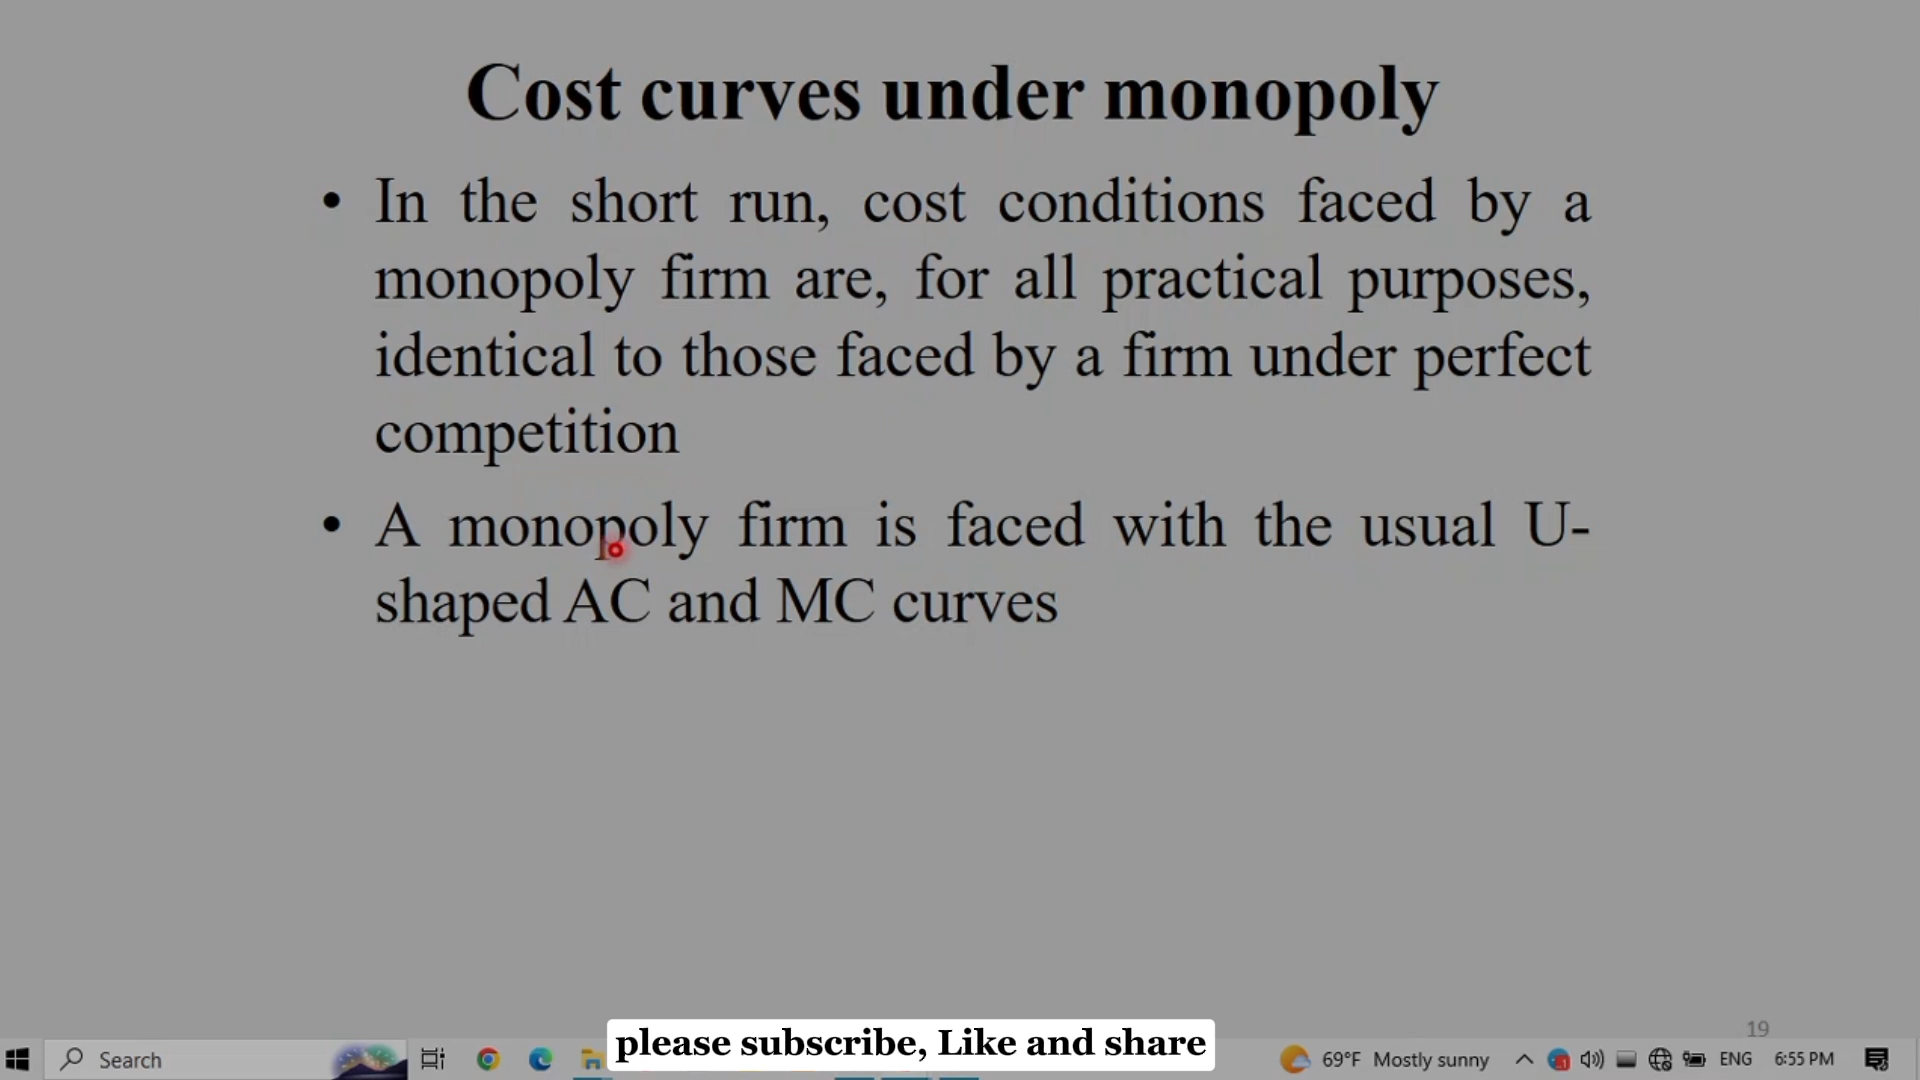 Cost curves under monopoly
• In the short run, cost conditions faced by a
monopoly firm are, for all practical purposes,
identical to those faced by a firm under perfect
competition
• A monopoly firm is faced with the usual U-
shaped AC and MC curves
19
please subscribe, Like and share
Search
69°F Mostly sunny
ENG
6:55 PM